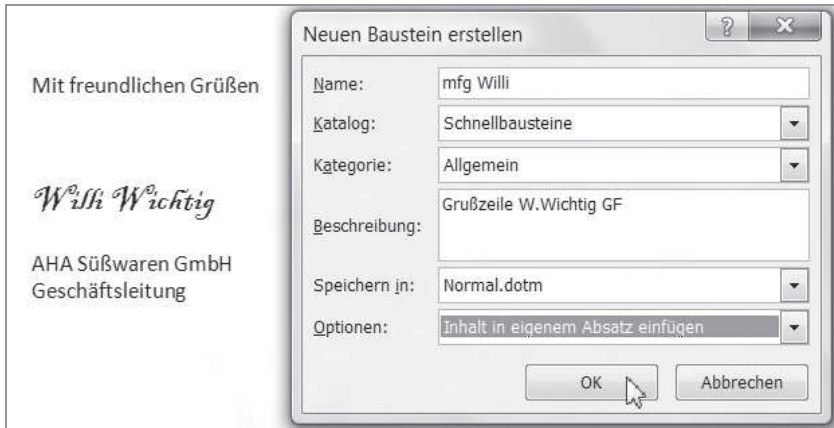 Mit freundlichen Grüßen
Willi Wichtig
AHA Süßwaren GmbH
Geschäftsleitung
Neuen Baustein erstellen
Name: mfg Willi
Katalog: Schnellbausteine
Kategorie: Allgemein
Beschreibung: Grußzeile W.Wichtig GF
Speichern in: Normal.dotm
Optionen: Inhalt in eigenem Absatz einfügen
OK Abbrechen